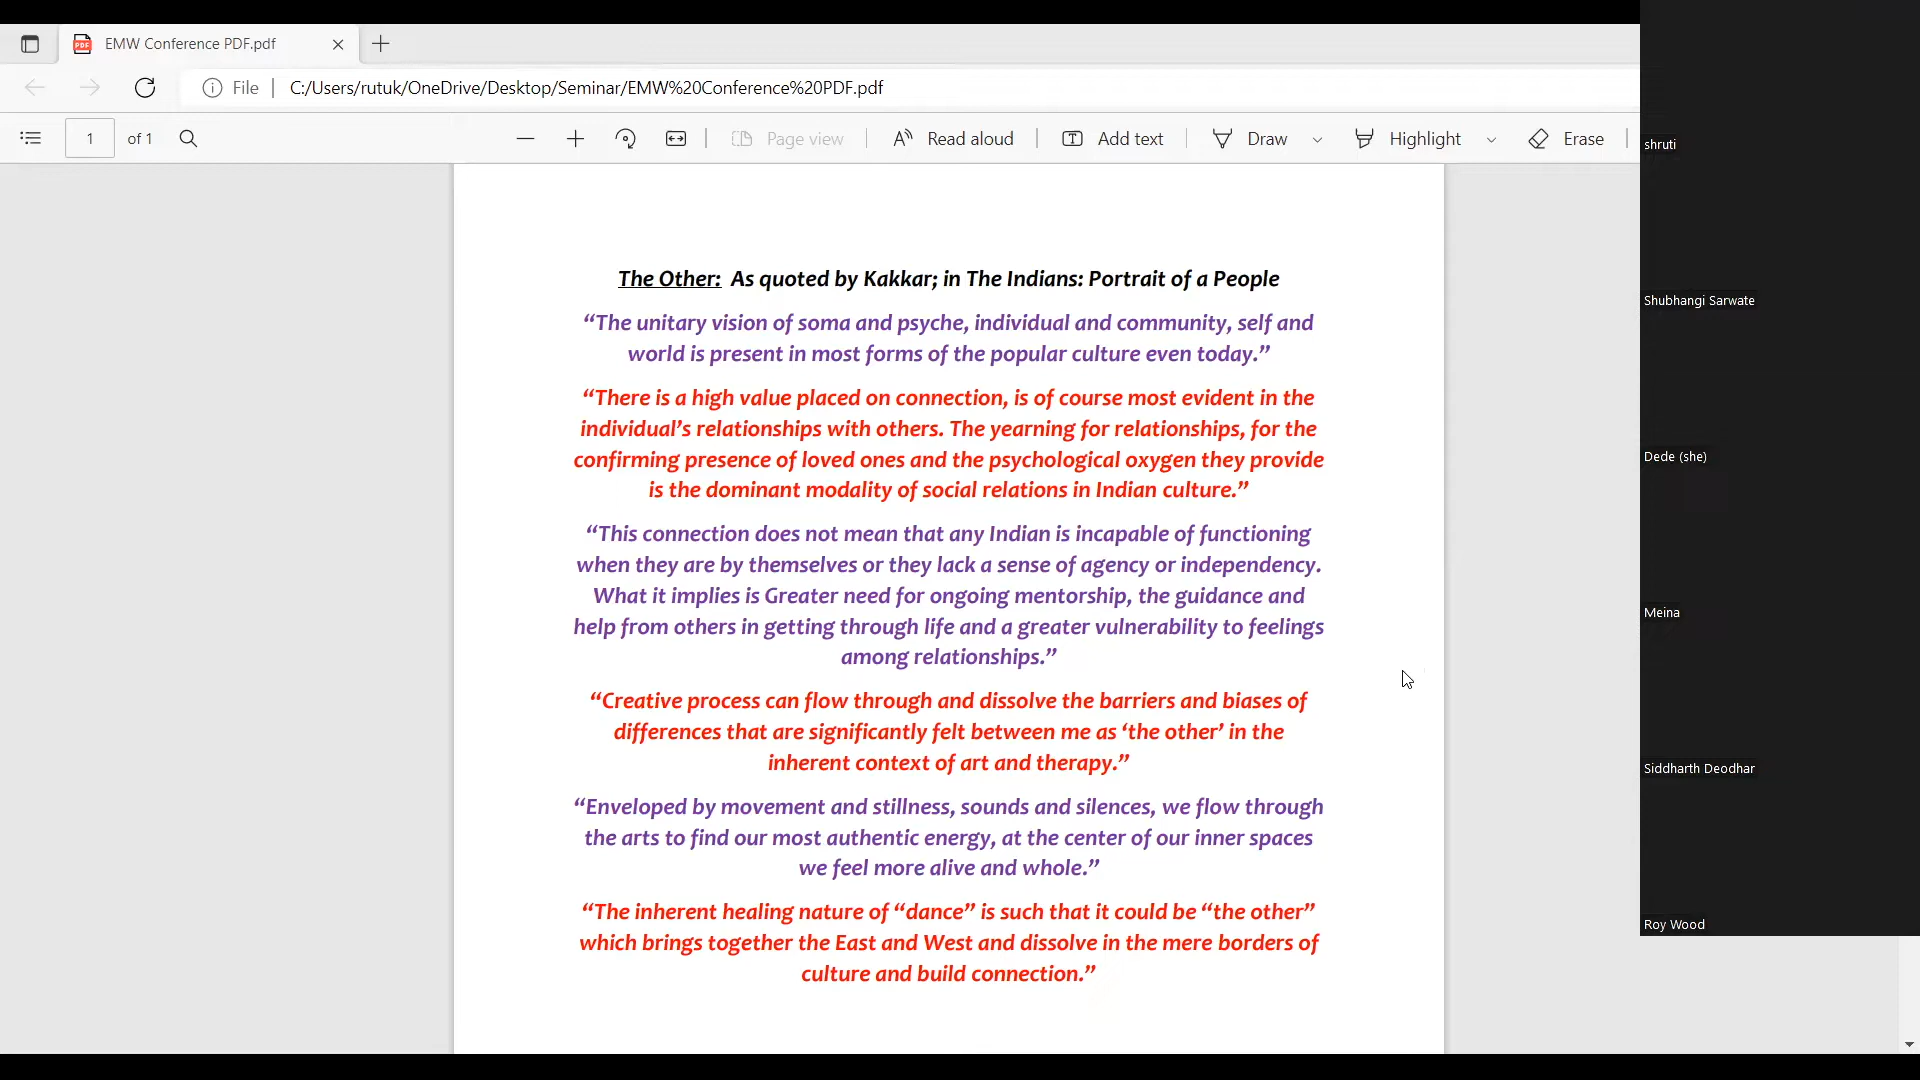 EMW Conference PDF.pdf
File
C:/Users/rutuk/OneDrive/Desktop/Seminar/EMW%20Conference%20PDF.pdf
1 of 1
Page view
Read aloud
Add text
Draw
Highlight
Erase
The Other: As quoted by Kakkar; in The Indians: Portrait of a People
“The unitary vision of soma and psyche, individual and community, self and
world is present in most forms of the popular culture even today.”
“There is a high value placed on connection, is of course most evident in the
individual’s relationships with others. The yearning for relationships, for the
confirming presence of loved ones and the psychological oxygen they provide
is the dominant modality of social relations in Indian culture.”
“This connection does not mean that any Indian is incapable of functioning
when they are by themselves or they lack a sense of agency or independency.
What it implies is Greater need for ongoing mentorship, the guidance and
help from others in getting through life and a greater vulnerability to feelings
among relationships.”
“Creative process can flow through and dissolve the barriers and biases of
differences that are significantly felt between me as ‘the other’ in the
inherent context of art and therapy.”
“Enveloped by movement and stillness, sounds and silences, we flow through
the arts to find our most authentic energy, at the center of our inner spaces
we feel more alive and whole.”
“The inherent healing nature of “dance” is such that it could be “the other”
which brings together the East and West and dissolve in the mere borders of
culture and build connection.”
shruti
Shubhangi Sarwate
Dede (she)
Meina
Siddharth Deodhar
Roy Wood